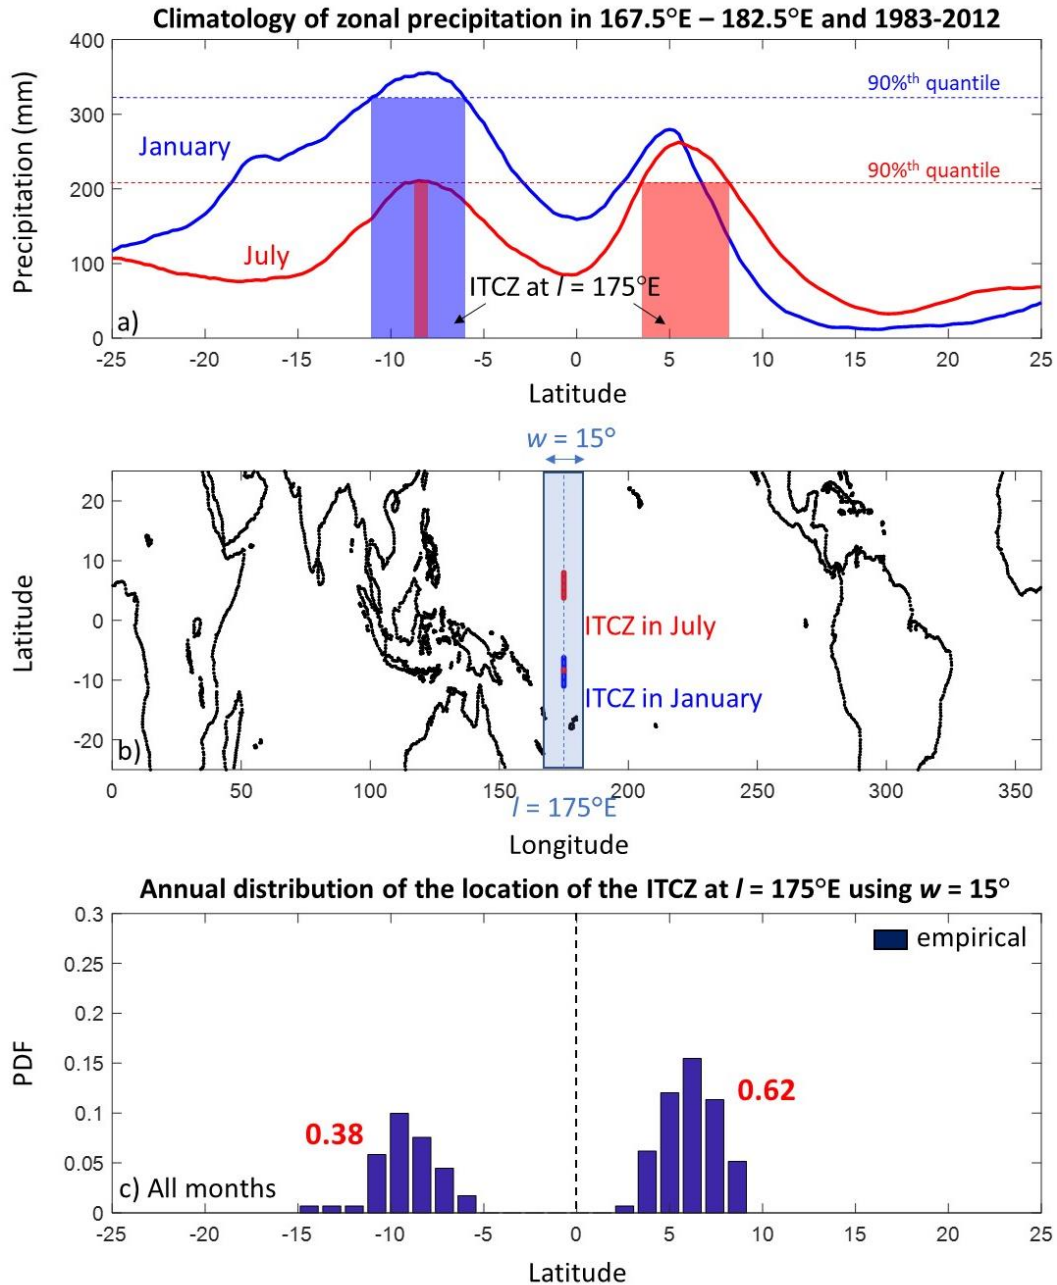 Climatology of zonal precipitation in 167.5°E – 182.5°E and 1983-2012
400
300
200
100
0
Precipitation (mm)
90%th quantile
January
90%th quantile
July
ITCZ at l = 175°E
a)
-25 -20 -15 -10 -5 0 5 10 15 20 25
Latitude
w = 15°
20
10
0
-10
-20
Latitude
ITCZ in July
ITCZ in January
b)
0 50 100 150 200 250 300 350
l = 175°E
Longitude
Annual distribution of the location of the ITCZ at l = 175°E using w = 15°
0.3
0.25
0.2
0.15
0.1
0.05
0
PDF
empirical
0.62
0.38
c) All months
-25 -20 -15 -10 -5 0 5 10 15 20 25
Latitude